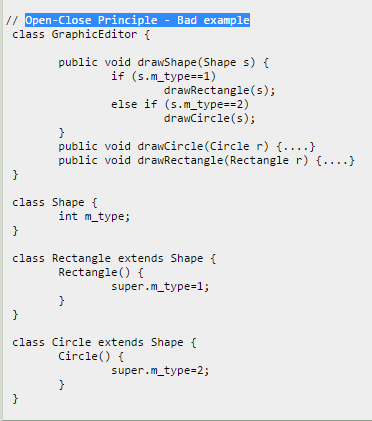 // Open-Close Principle - Bad example
class GraphicEditor {
public void drawShape(Shape s) {
if (s.m_type==1)
drawRectangle(s);
else if (s.m_type==2)
drawCircle(s);
}
public void drawCircle(Circle r) {....}
public void drawRectangle(Rectangle r) {....}
}
class Shape {
int m_type;
}
class Rectangle extends Shape {
Rectangle() {
super.m_type=1;
}
}
class Circle extends Shape {
Circle() {
super.m_type=2;
}
}